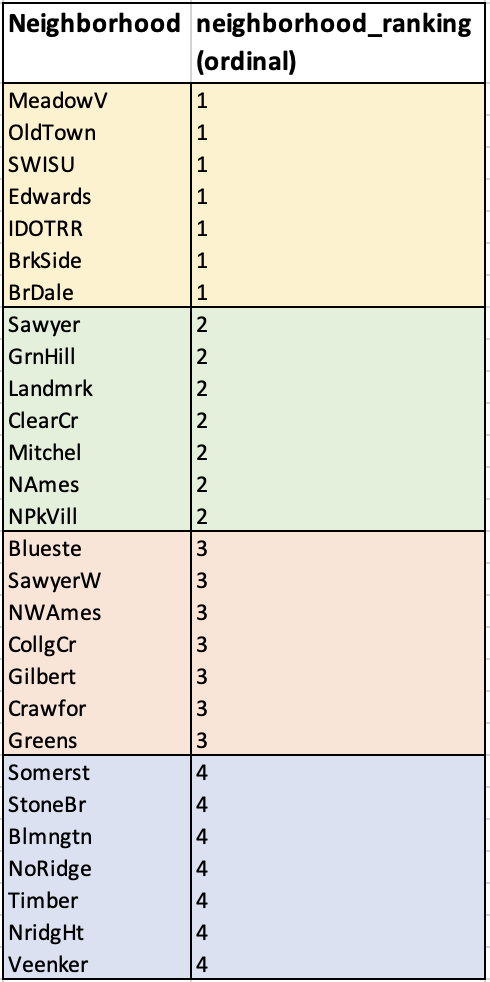 Neighborhood neighborhood_ranking
(ordinal)
MeadowV 1
OldTown 1
SWISU 1
Edwards 1
IDOTRR 1
BrkSide 1
BrDale 1
Sawyer 2
GrnHill 2
Landmrk 2
ClearCr 2
Mitchel 2
NAmes 2
NPkVill 2
Blueste 3
SawyerW 3
NWAmes 3
CollgCr 3
Gilbert 3
Crawfor 3
Greens 3
Somerst 4
StoneBr 4
Blmngtn 4
NoRidge 4
Timber 4
NridgHt 4
Veenker 4